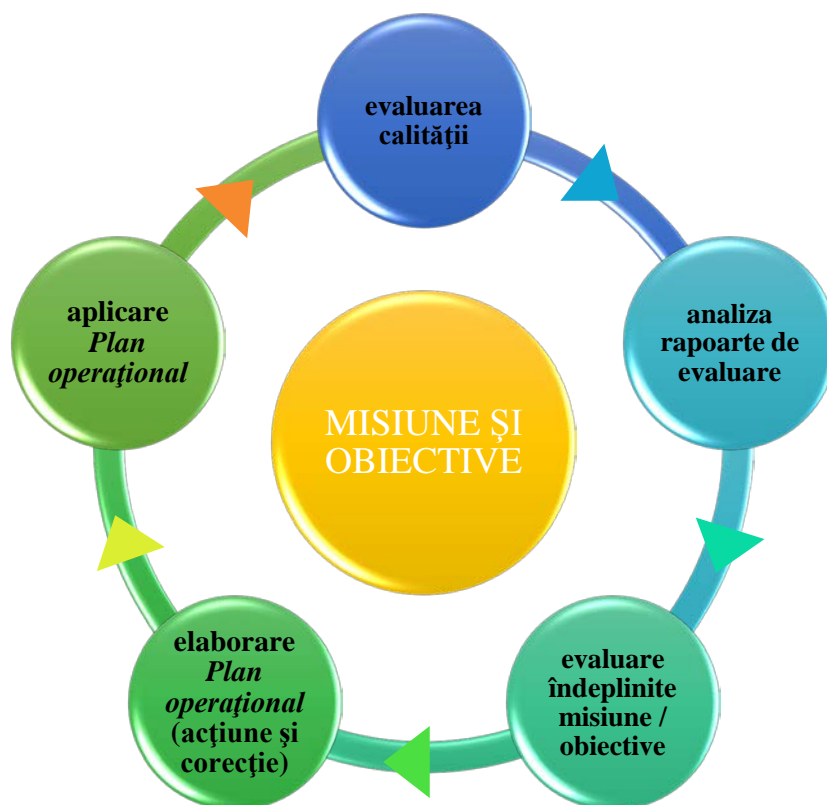 evaluarea
calităţii
analiza
rapoarte de
evaluare
evaluare
îndeplinite
misiune /
obiective
elaborare
Plan
operaţional
(acţiune şi
corecţie)
aplicare
Plan
operaţional
MISIUNE ŞI
OBIECTIVE